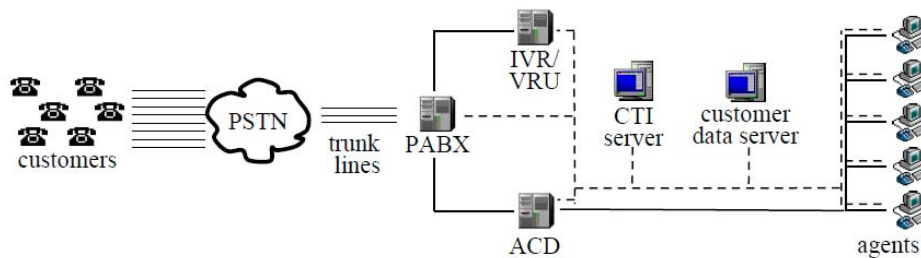 customers
PSTN
trunk
lines
PABX
IVR/
VRU
ACD
CTI
server
customer
data server
agents